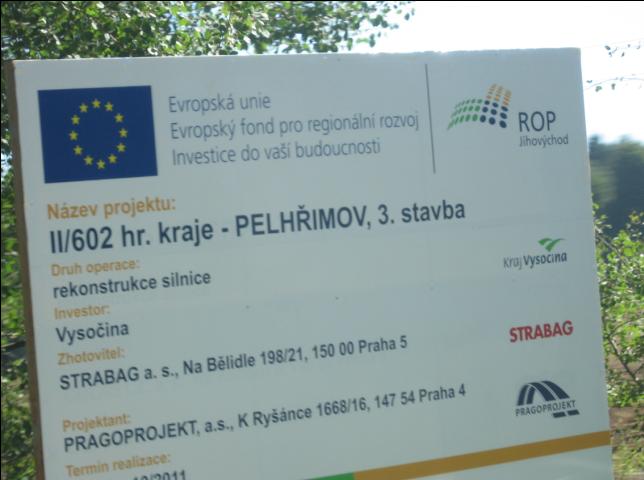 Evropská unie
Evropský fond pro regionální rozvoj
Investice do vaší budoucnosti
ROP
Jihovýchod
Název projektu:
II/602 hr. kraje - PELHŘIMOV, 3. stavba
Druh operace:
rekonstrukce silnice
Kraj Vysočina
Investor:
Vysočina
Zhotovitel:
STRABAG a. s., Na Bělidle 198/21, 150 00 Praha 5
STRABAG
Projektant:
PRAGOPROJEKT, a.s., K Ryšánce 1668/16, 147 54 Praha 4
PRAGOPROJEKT
Termín realizace: